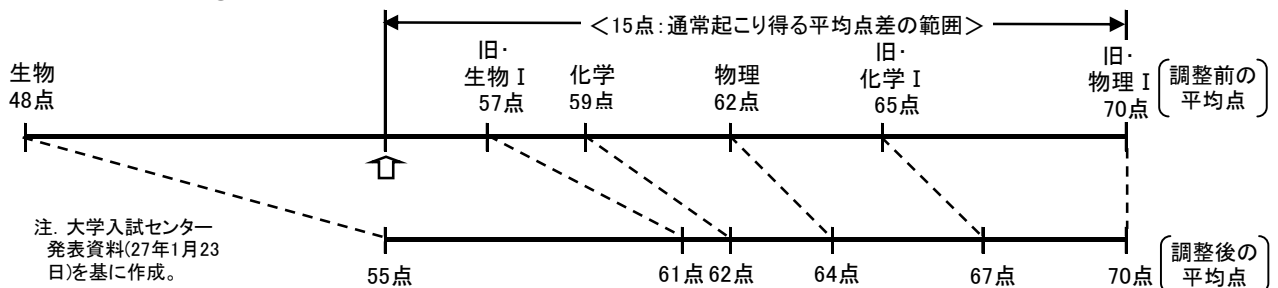 <15点:通常起こり得る平均点差の範囲>
生物
48点
旧・
生物Ⅰ
57点
化学
59点
物理
62点
旧・
化学Ⅰ
65点
旧・
物理Ⅰ
70点
調整前の
平均点
注. 大学入試センター
発表資料(27年1月23
日)を基に作成。
55点
61点
62点
64点
67点
70点
調整後の
平均点